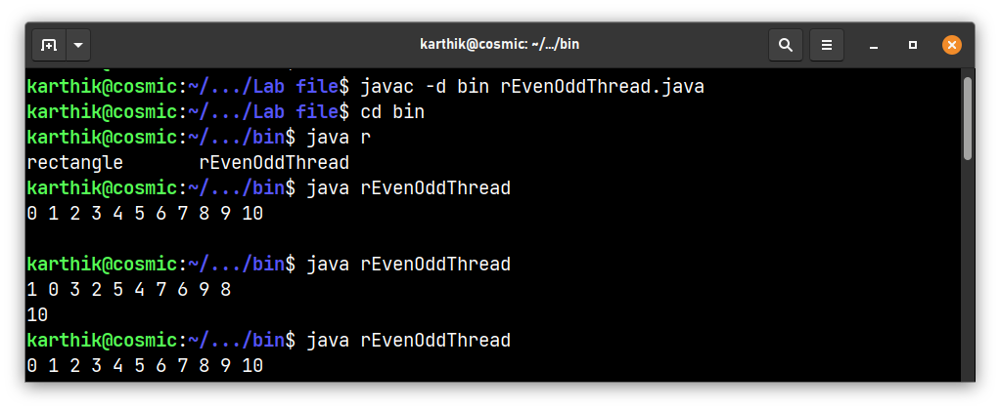 karthik@cosmic: ~/.../bin
karthik@cosmic:~/.../Lab file$ javac -d bin rEvenOddThread.java
karthik@cosmic:~/.../Lab file$ cd bin
karthik@cosmic:~/.../bin$ java r
rectangle       rEvenOddThread
karthik@cosmic:~/.../bin$ java rEvenOddThread
0 1 2 3 4 5 6 7 8 9 10
karthik@cosmic:~/.../bin$ java rEvenOddThread
1 0 3 2 5 4 7 6 9 8
10
karthik@cosmic:~/.../bin$ java rEvenOddThread
0 1 2 3 4 5 6 7 8 9 10